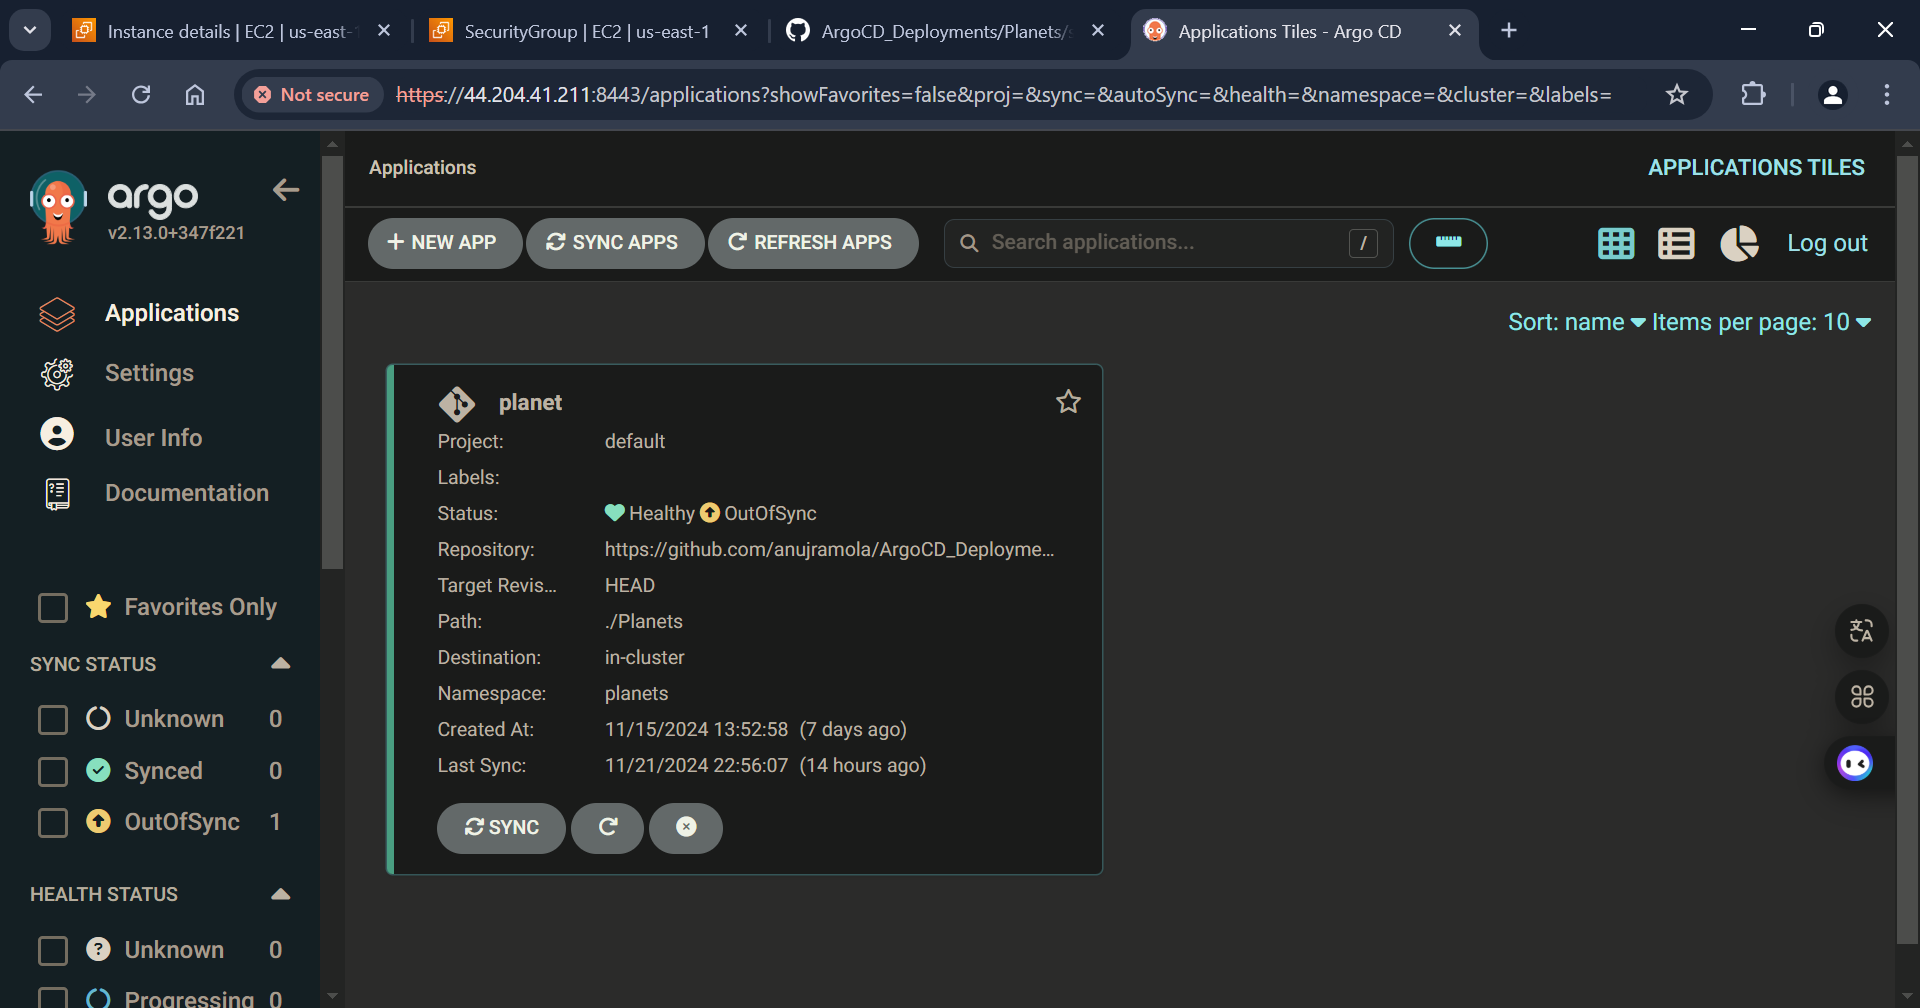 Instance details | EC2 | us-east-
SecurityGroup | EC2 | us-east-1
ArgoCD_Deployments/Planets/
Applications Tiles - Argo CD
Not secure
https://44.204.41.211:8443/applications?showFavorites=false&proj=&sync=&autoSync=&health=&namespace=&cluster=&labels=
argo
v2.13.0+347f221
Applications
Settings
User Info
Documentation
Favorites Only
SYNC STATUS
Unknown 0
Synced 0
OutOfSync 1
HEALTH STATUS
Unknown 0
Progressing 0
Applications
APPLICATIONS TILES
+ NEW APP
SYNC APPS
REFRESH APPS
Search applications...
/
Log out
Sort: name Items per page: 10
planet
Project: default
Labels:
Status: Healthy OutOfSync
Repository: https://github.com/anujramola/ArgoCD_Deployme...
Target Revis... HEAD
Path: ./Planets
Destination: in-cluster
Namespace: planets
Created At: 11/15/2024 13:52:58 (7 days ago)
Last Sync: 11/21/2024 22:56:07 (14 hours ago)
SYNC